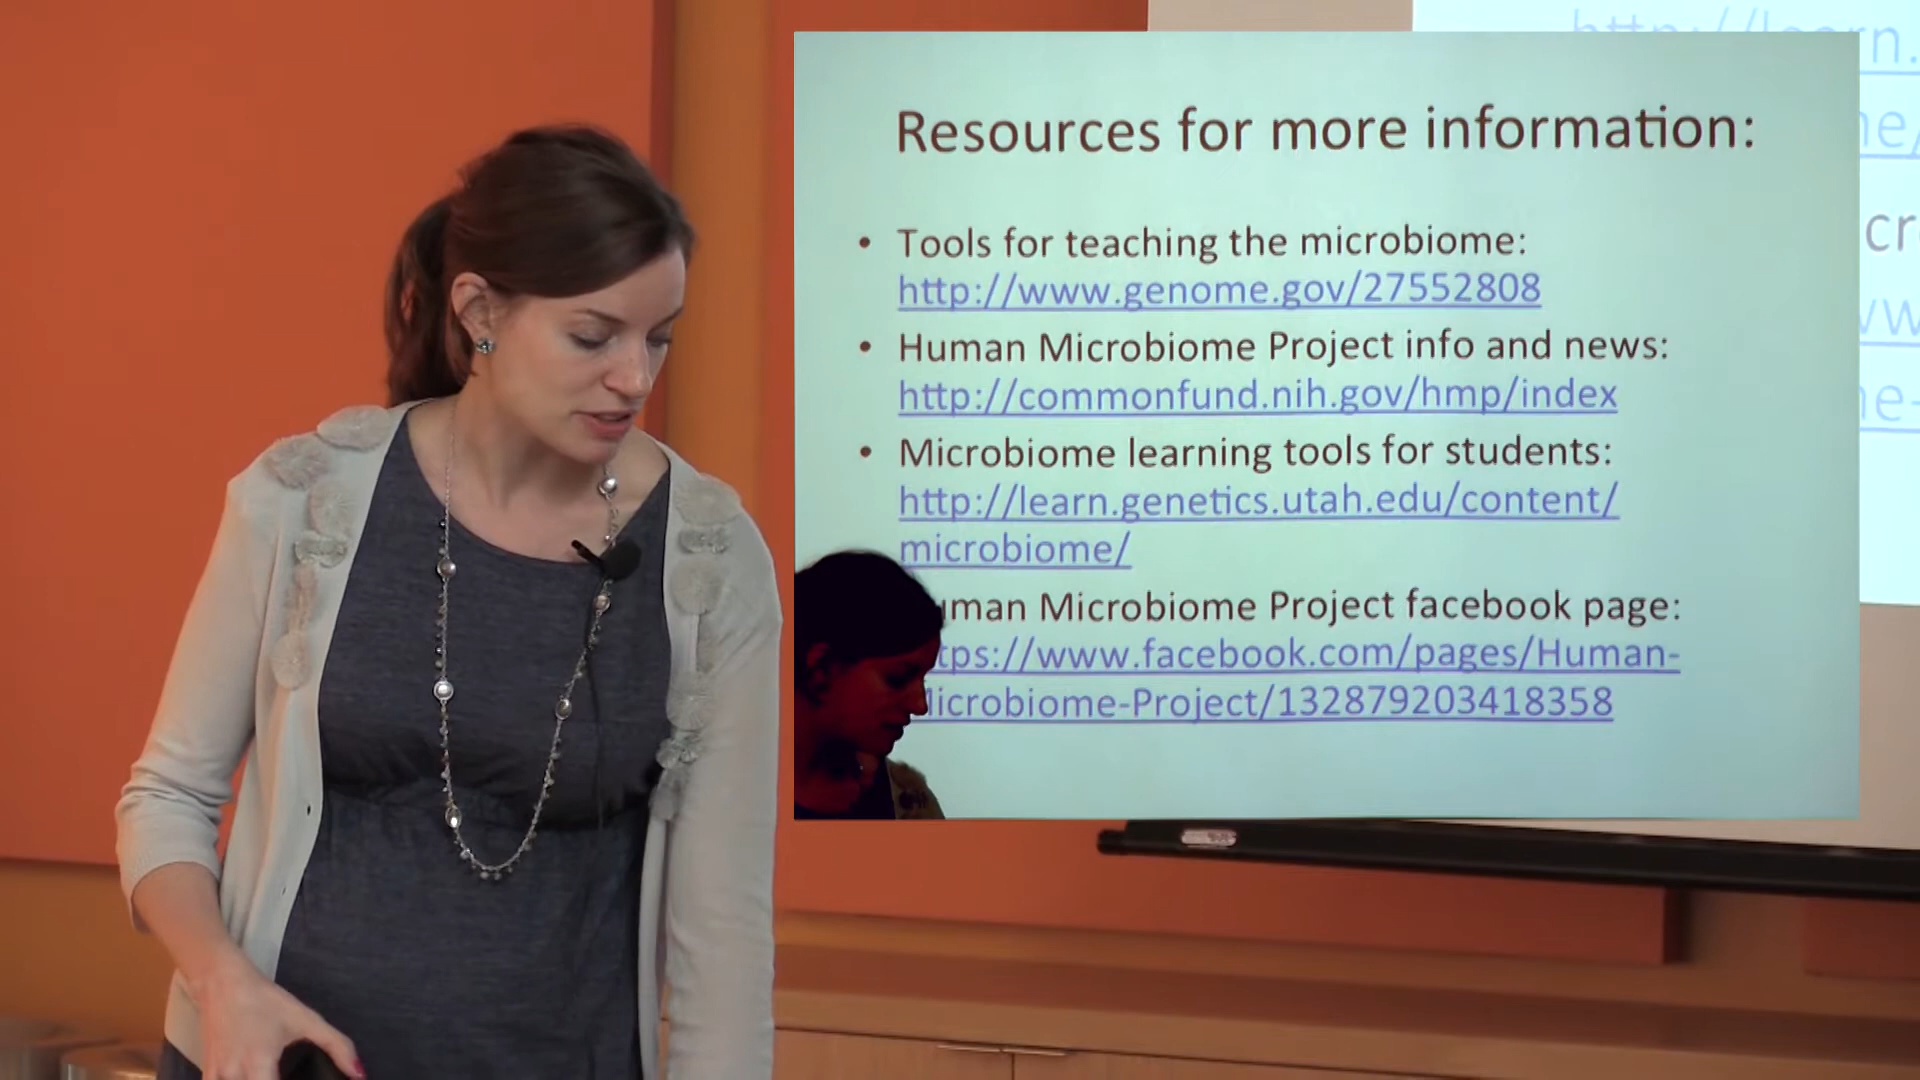 Resources for more information:
• Tools for teaching the microbiome:
http://www.genome.gov/27552808
• Human Microbiome Project info and news:
http://commonfund.nih.gov/hmp/index
• Microbiome learning tools for students:
http://learn.genetics.utah.edu/content/
microbiome/
uman Microbiome Project facebook page:
tps://www.facebook.com/pages/Human-
icrobiome-Project/132879203418358
http://learn.